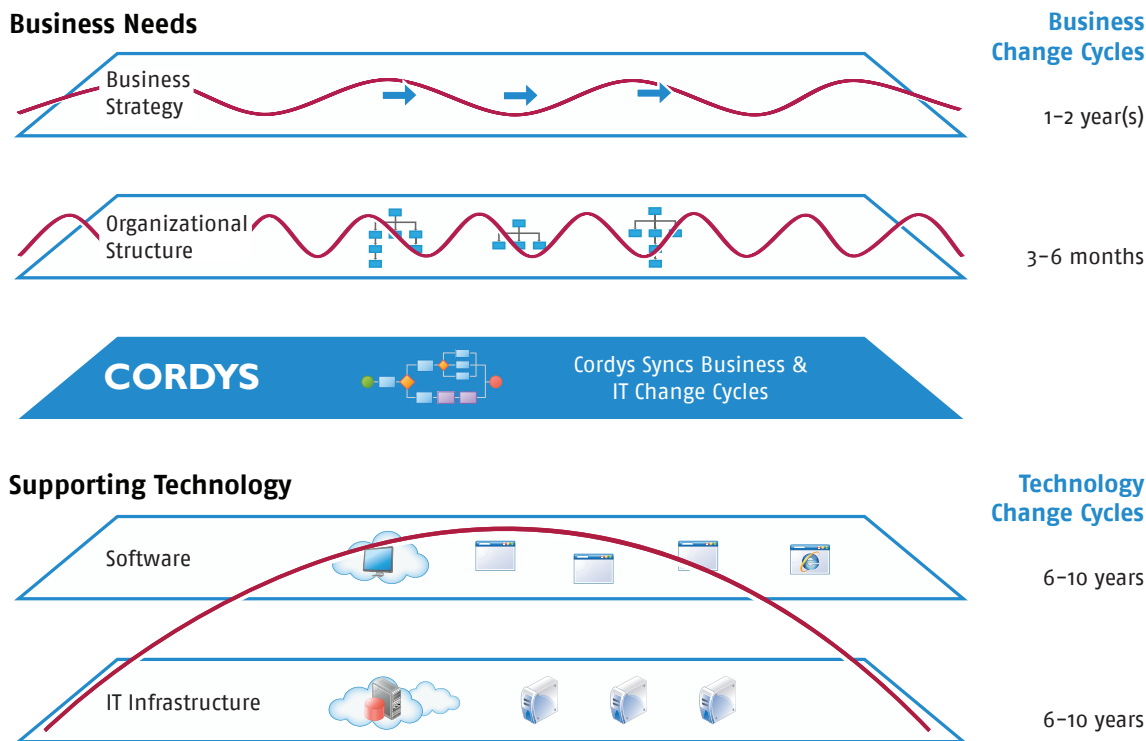 Business Needs
Business
Change Cycles
Business
Strategy
1–2 year(s)
Organizational
Structure
3–6 months
CORDYS
Cordys Syncs Business &
IT Change Cycles
Supporting Technology
Technology
Change Cycles
Software
6–10 years
IT Infrastructure
6–10 years